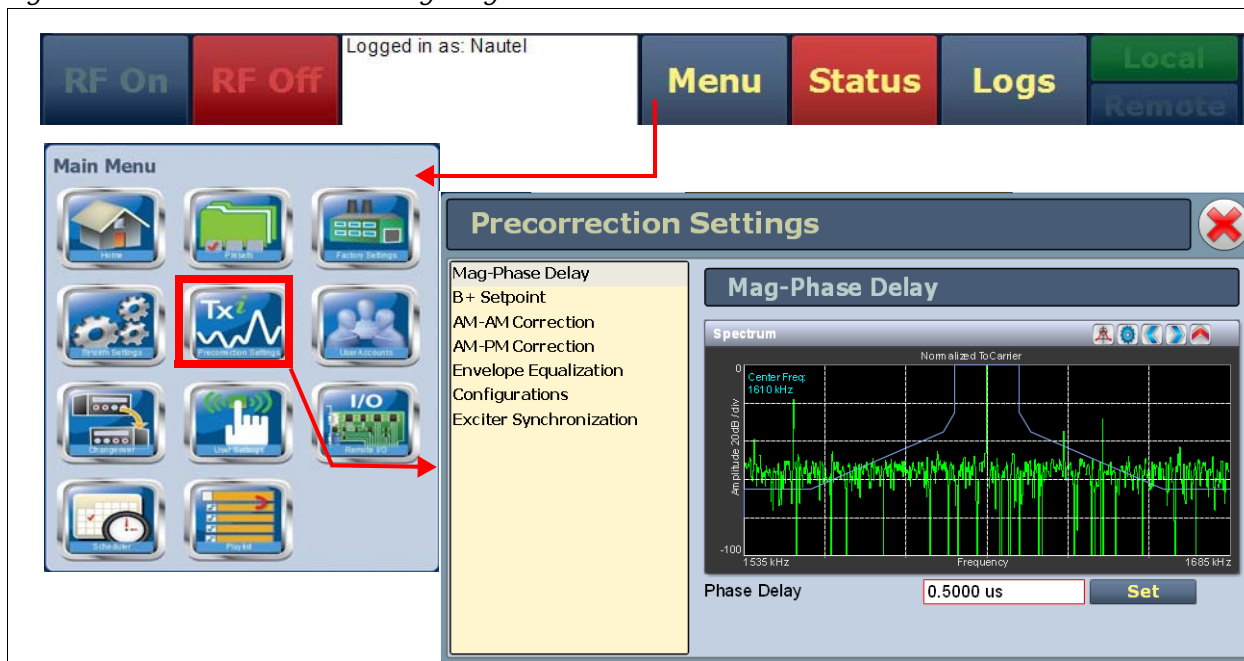 RF On
RF Off
Logged in as: Nautel
Menu
Status
Logs
Local
Remote
Main Menu
Home
Presets
Factory Settings
System Settings
Tx i
Precorrection Settings
User Accounts
Changeover
User Settings
I/O
Remote I/O
Scheduler
Playlist
Precorrection Settings
Mag-Phase Delay
B+ Setpoint
AM-AM Correction
AM-PM Correction
Envelope Equalization
Configurations
Exciter Synchronization
Mag-Phase Delay
Spectrum
Normalized To Carrier
0
Center Freq:
1610 kHz
Amplitude 20dB /div
-100
1535 kHz
Frequency
1685 kHz
Phase Delay
0.5000 us
Set